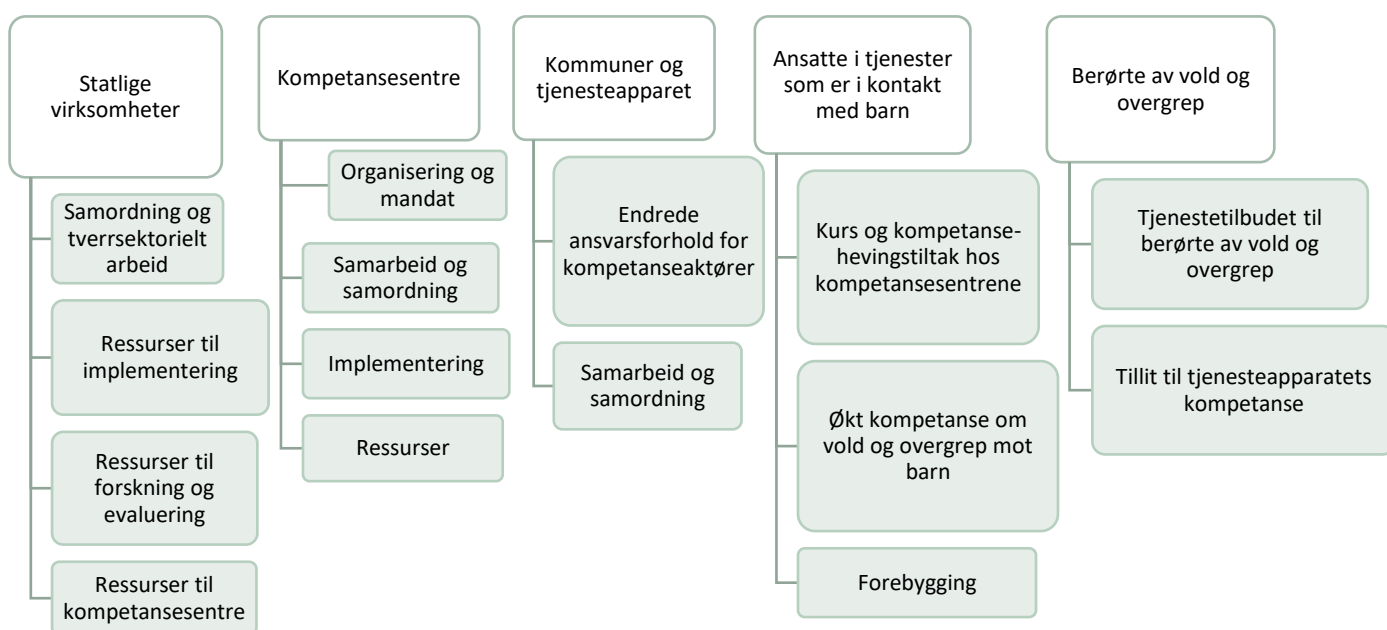 Statlige
virksomheter
Samordning og
tverrsektorielt
arbeid
Ressurser til
implementering
Ressurser til
forskning og
evaluering
Ressurser til
kompetansesentre
Kompetansesentre
Organisering og
mandat
Samarbeid og
samordning
Implementering
Ressurser
Kommuner og
tjenesteapparet
Endrede
ansvarsforhold for
kompetanseaktører
Samarbeid og
samordning
Ansatte i tjenester
som er i kontakt
med barn
Kurs og kompetanse-
hevingstiltak hos
kompetansesentrene
Økt kompetanse om
vold og overgrep mot
barn
Forebygging
Berørte av vold og
overgrep
Tjenestetilbudet til
berørte av vold og
overgrep
Tillit til tjenesteapparatets
kompetanse